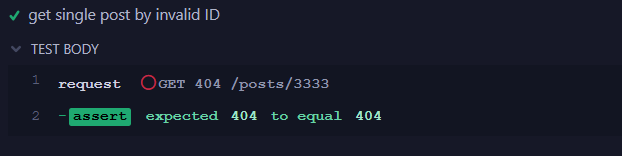 get single post by invalid ID
TEST BODY
1 request GET 404 /posts/3333
2 -assert expected 404 to equal 404